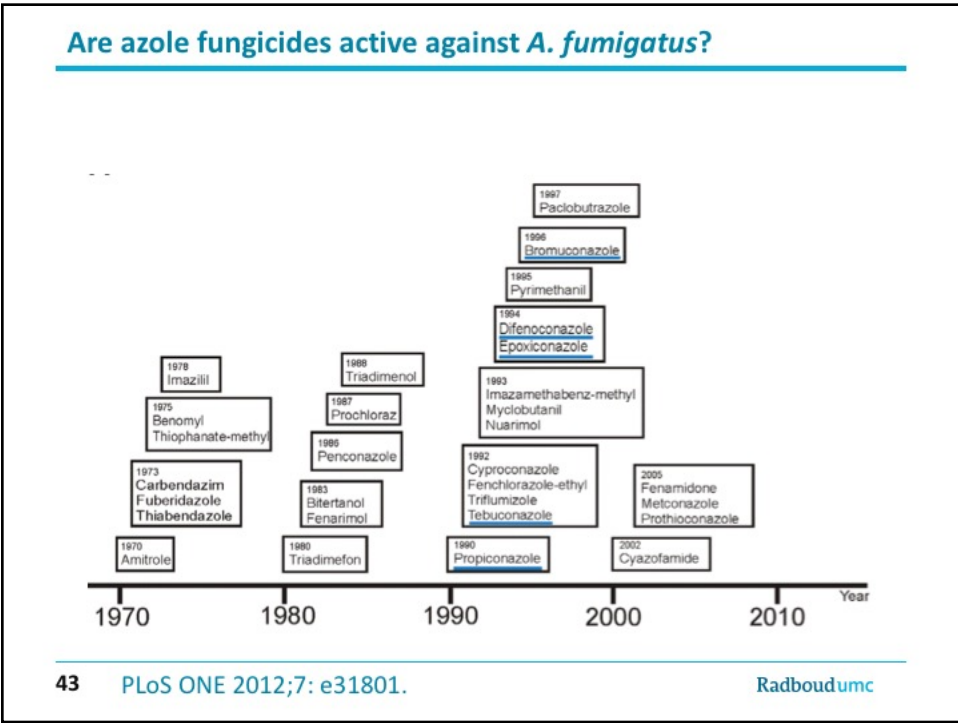 Are azole fungicides active against A. fumigatus?
1997
Paclobutrazole
1996
Bromuconazole
1995
Pyrimethanil
1994
Difenoconazole
Epoxiconazole
1993
Imazamethabenz-methyl
Myclobutanil
Nuarimol
1992
Cyproconazole
Fenchlorazole-ethyl
Triflumizole
Tebuconazole
1990
Propiconazole
1988
Triadimenol
1987
Prochloraz
1986
Penconazole
1983
Bitertanol
Fenarimol
1980
Triadimefon
1978
Imazilil
1975
Benomyl
Thiophanate-methyl
1973
Carbendazim
Fuberidazole
Thiabendazole
1970
Amitrole
2005
Fenamidone
Metconazole
Prothioconazole
2002
Cyazofamide
Year
1970 1980 1990 2000 2010
43 PLoS ONE 2012;7: e31801. Radboudumc